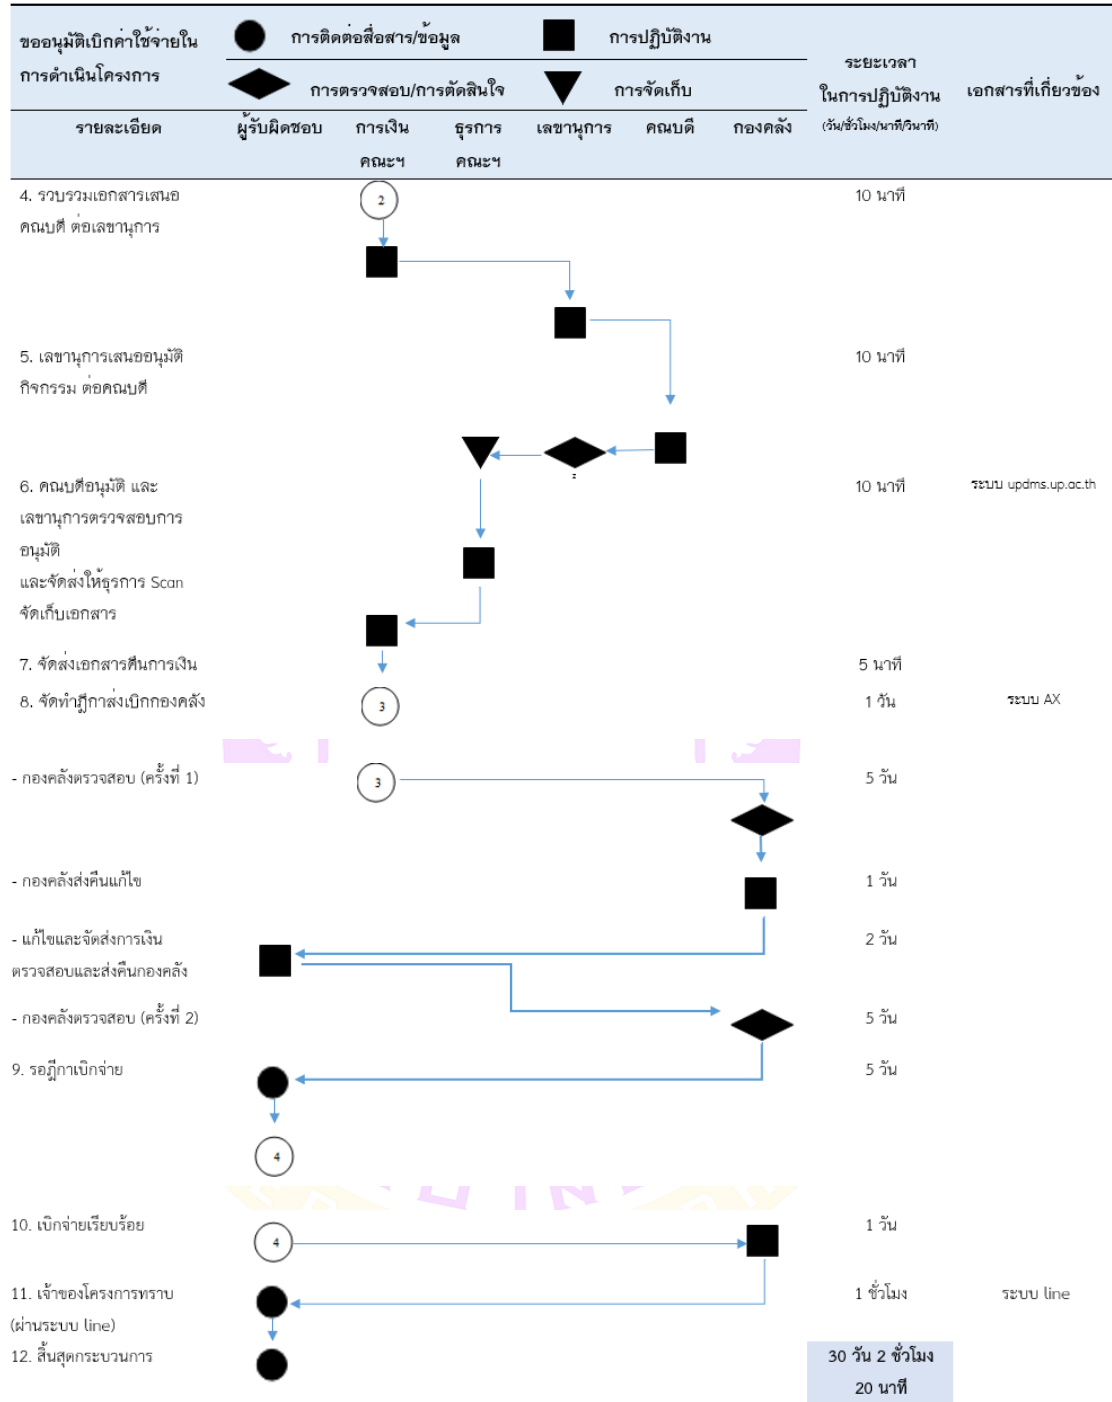 ขออนุมัติเบิกค่าใช้จ่ายใน
การดำเนินโครงการ
การติดต่อสื่อสาร/ข้อมูล
การปฏิบัติงาน
การตรวจสอบ/การตัดสินใจ
การจัดเก็บ
ระยะเวลา
ในการปฏิบัติงาน
(วัน/ชั่วโมง/นาที/วินาที)
เอกสารที่เกี่ยวข้อง
รายละเอียด
ผู้รับผิดชอบ
การเงิน
คณะฯ
ธุรการ
คณะฯ
เลขานุการ
คณบดี
กองคลัง
4. รวบรวมเอกสารเสนอ
คณบดี ต่อเลขานุการ
2
10 นาที
5. เลขานุการเสนออนุมัติ
กิจกรรม ต่อคณบดี
10 นาที
6. คณบดีอนุมัติ และ
เลขานุการตรวจสอบการ
อนุมัติ
และจัดส่งให้ธุรการ Scan
จัดเก็บเอกสาร
10 นาที
ระบบ updms.up.ac.th
7. จัดส่งเอกสารคืนการเงิน
5 นาที
8. จัดทำฎีกาส่งเบิกกองคลัง
3
1 วัน
ระบบ AX
- กองคลังตรวจสอบ (ครั้งที่ 1)
3
5 วัน
- กองคลังส่งคืนแก้ไข
1 วัน
- แก้ไขและจัดส่งการเงิน
ตรวจสอบและส่งคืนกองคลัง
2 วัน
- กองคลังตรวจสอบ (ครั้งที่ 2)
5 วัน
9. รอฎีกาเบิกจ่าย
5 วัน
4
10. เบิกจ่ายเรียบร้อย
4
1 วัน
11. เจ้าของโครงการทราบ
(ผ่านระบบ line)
1 ชั่วโมง
ระบบ line
12. สิ้นสุดกระบวนการ
30 วัน 2 ชั่วโมง
20 นาที